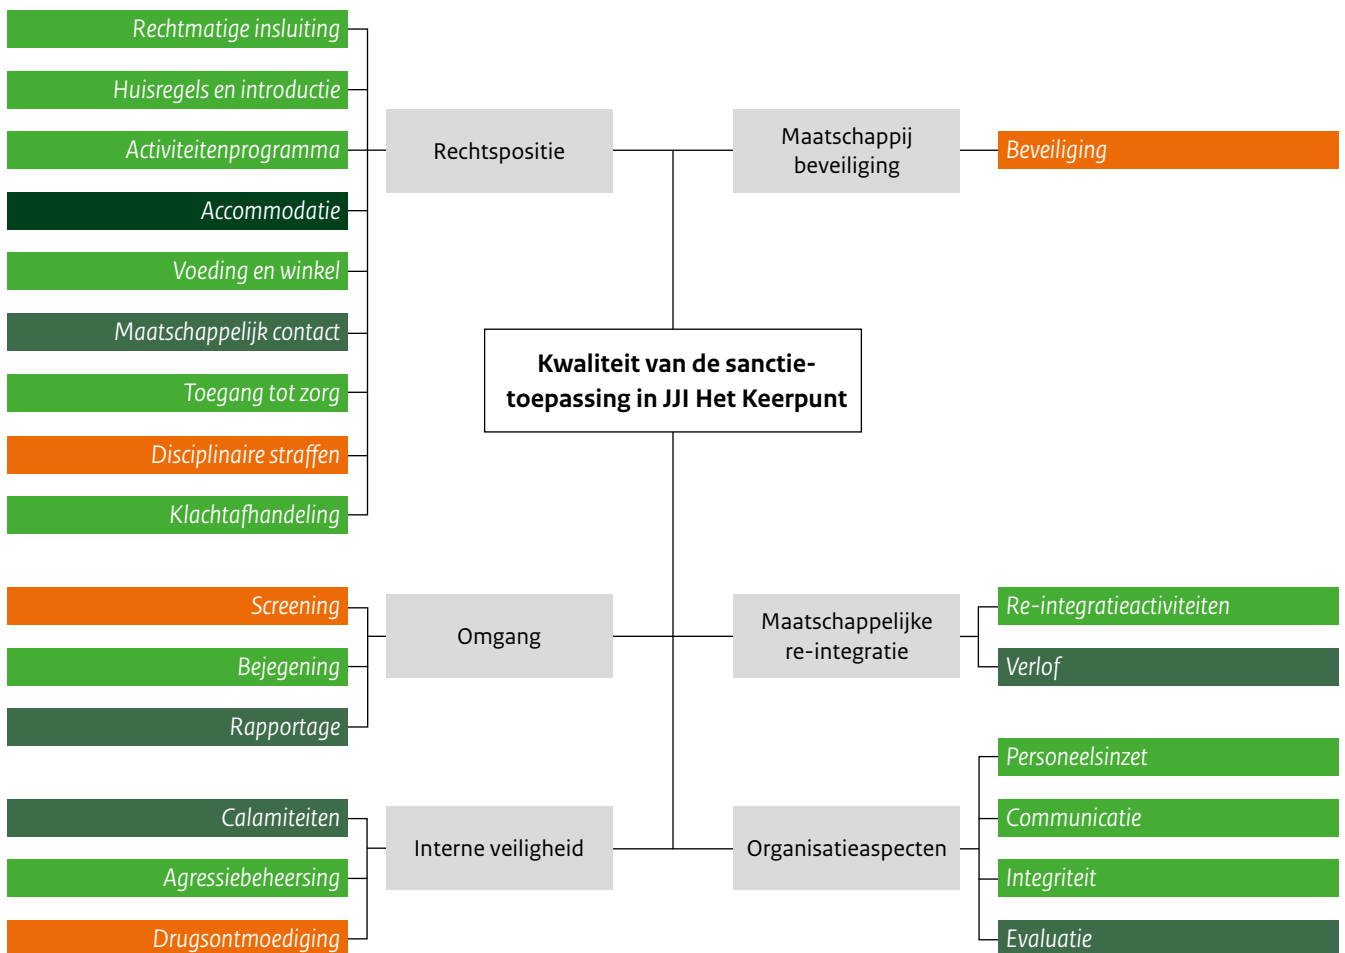 Rechtmatige insluiting
Huisregels en introductie
Activiteitenprogramma
Accommodatie
Voeding en winkel
Maatschappelijk contact
Toegang tot zorg
Disciplinaire straffen
Klachtafhandeling
Rechtspositie
Maatschappij
beveiliging
Beveiliging
Kwaliteit van de sanctie-
toepassing in JJI Het Keerpunt
Screening
Bejegening
Rapportage
Omgang
Maatschappelijke
re-integratie
Re-integratieactiviteiten
Verlof
Calamiteiten
Agressiebeheersing
Drugsontmoediging
Interne veiligheid
Organisatieaspecten
Personeelsinzet
Communicatie
Integriteit
Evaluatie